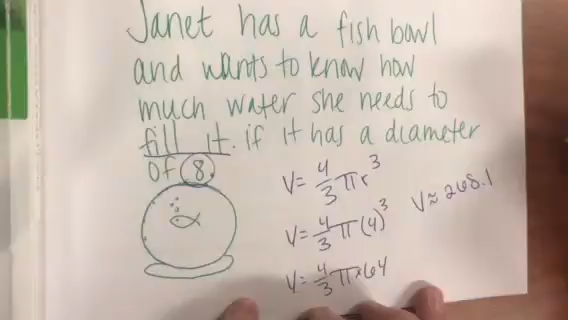 Janet has a fish bowl
and wants to know how
much water she needs to
fill it. if it has a diameter
of 8.
V = 4/3 πr³
V = 4/3 π(4)³
V = 4/3 π×64
V ≈ 268.1